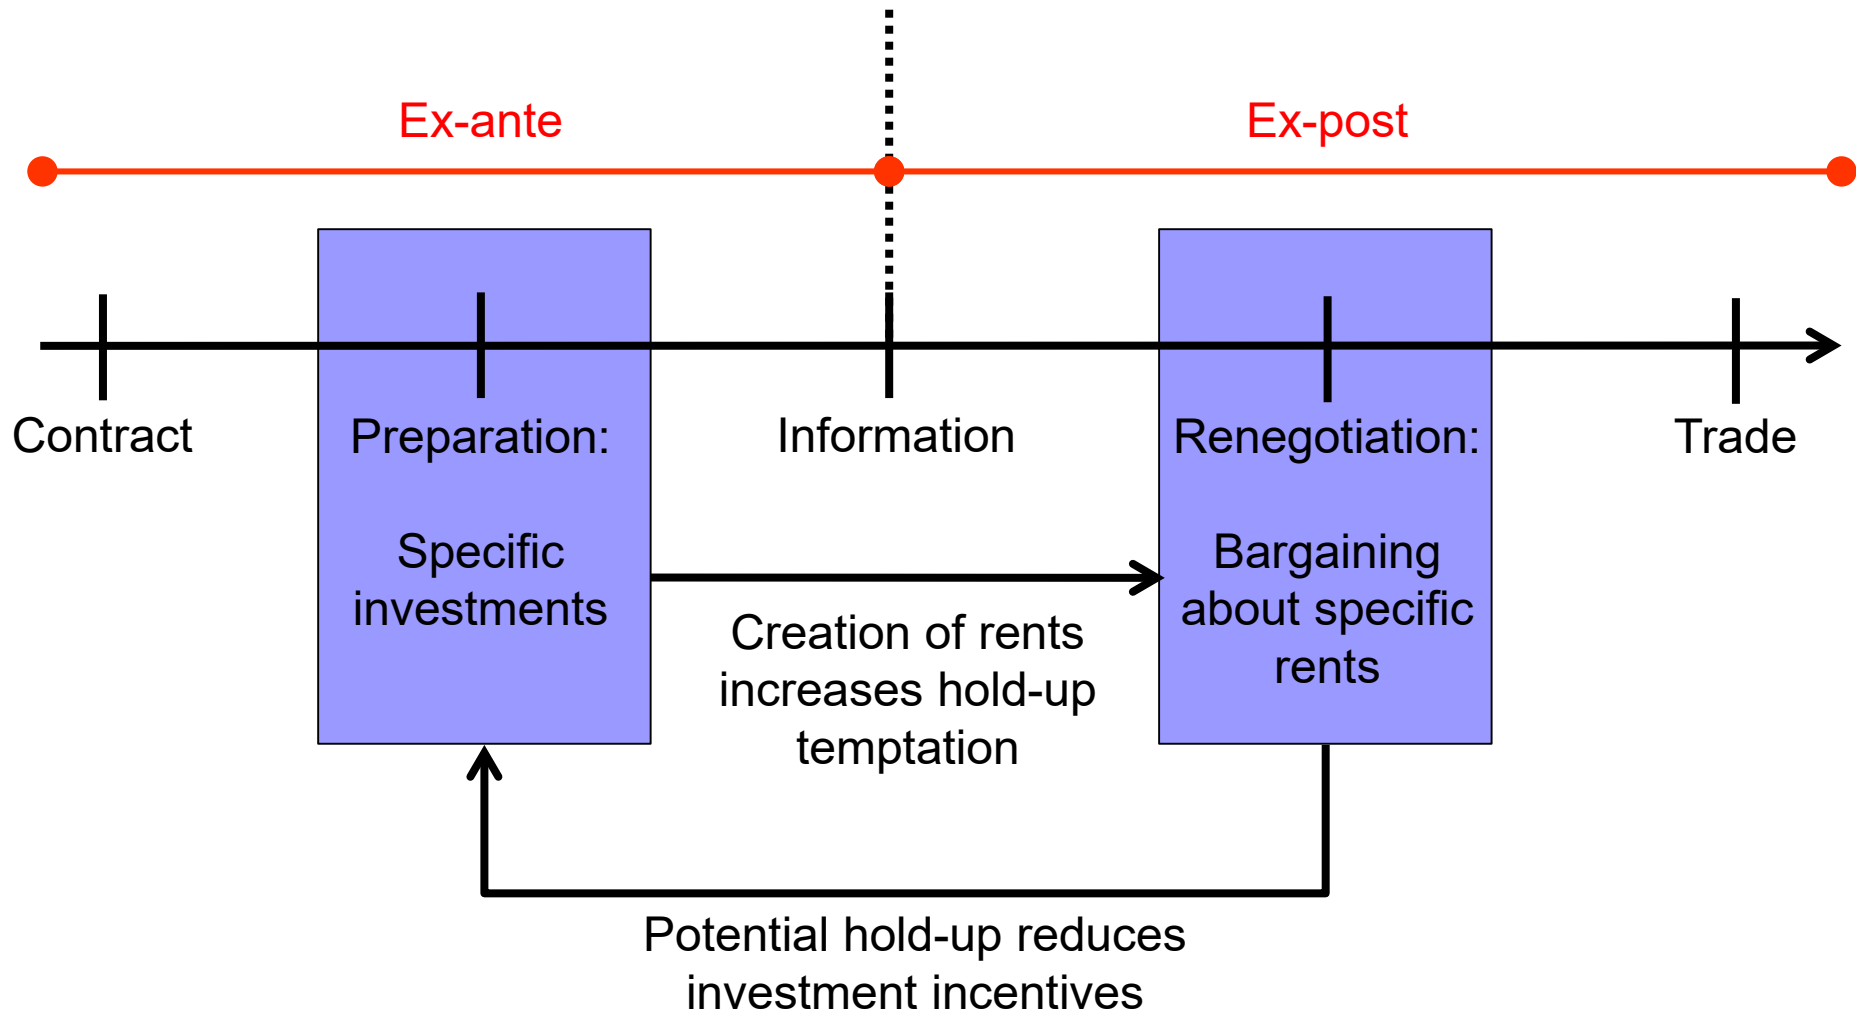 Ex-ante
Ex-post
Contract
Preparation:
Information
Renegotiation:
Trade
Specific
investments
Bargaining
about specific
rents
Creation of rents
increases hold-up
temptation
Potential hold-up reduces
investment incentives